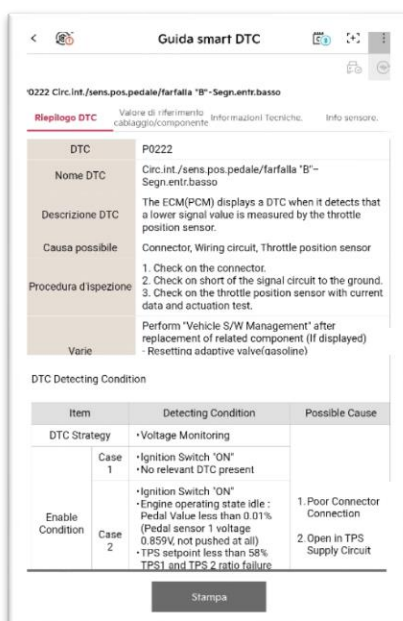 Guida smart DTC
'0222 Circ.int./sens.pos.pedale/farfalla "B"-Segn.entr.basso
Riepilogo DTC
Valore di riferimento
cablaggio/componente
Informazioni Tecniche.
Info sensore.
DTC P0222
Nome DTC Circ.int./sens.pos.pedale/farfalla "B"–
Segn.entr.basso
Descrizione DTC The ECM(PCM) displays a DTC when it detects that
a lower signal value is measured by the throttle
position sensor.
Causa possibile Connector, Wiring circuit, Throttle position sensor
Procedura d'ispezione 1. Check on the connector.
2. Check on short of the signal circuit to the ground.
3. Check on the throttle position sensor with current
data and actuation test.
Varie Perform "Vehicle S/W Management" after
replacement of related component (If displayed)
- Resetting adaptive valve(gasoline)
DTC Detecting Condition
Item Detecting Condition Possible Cause
DTC Strategy •Voltage Monitoring
Enable
Condition
Case
1
•Ignition Switch "ON"
•No relevant DTC present
Case
2
•Ignition Switch "ON"
•Engine operating state idle :
Pedal Value less than 0.01%
(Pedal sensor 1 voltage
0.859V, not pushed at all)
•TPS setpoint less than 58%
TPS1 and TPS 2 ratio failure
1. Poor Connector
Connection
2. Open in TPS
Supply Circuit
Stampa